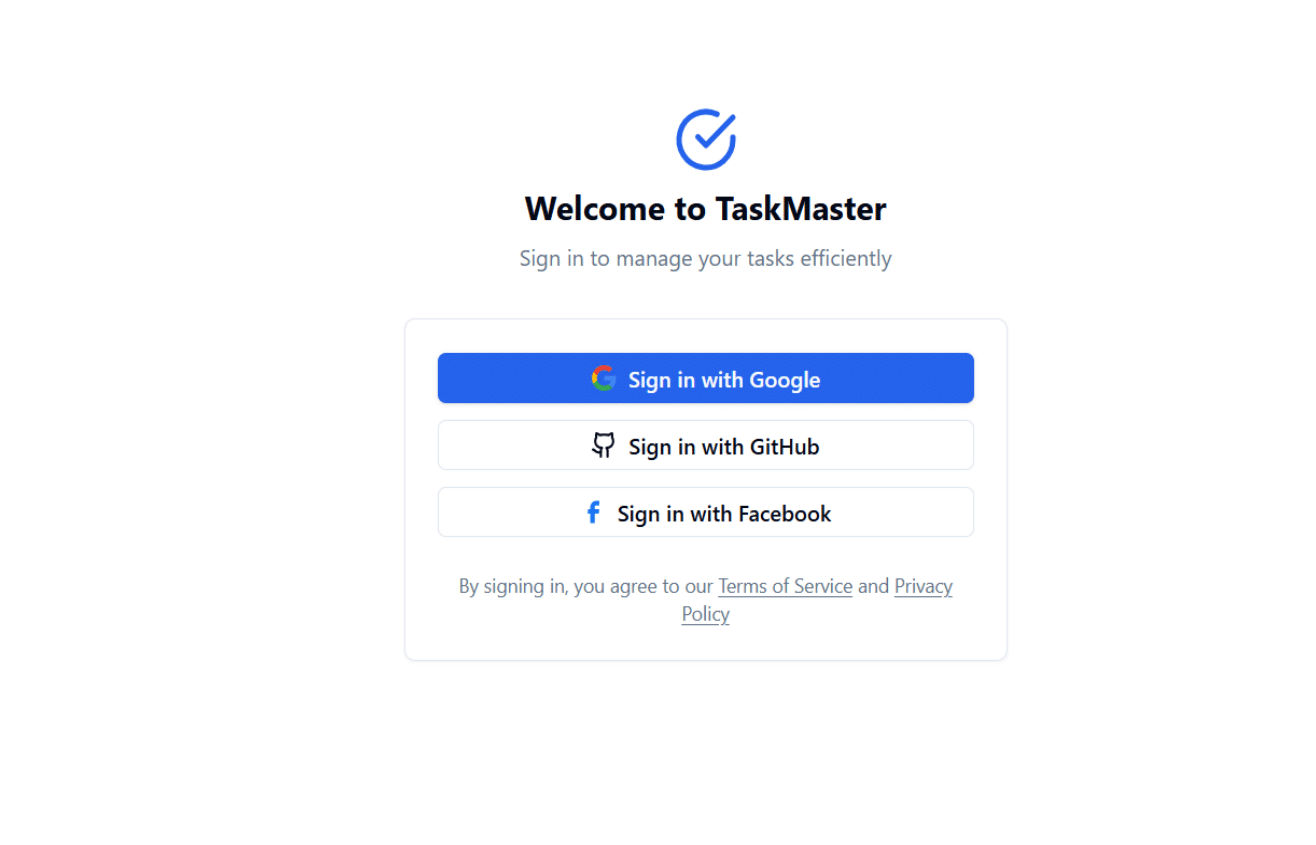 Welcome to TaskMaster
Sign in to manage your tasks efficiently
Sign in with Google
Sign in with GitHub
Sign in with Facebook
By signing in, you agree to our Terms of Service and Privacy
Policy